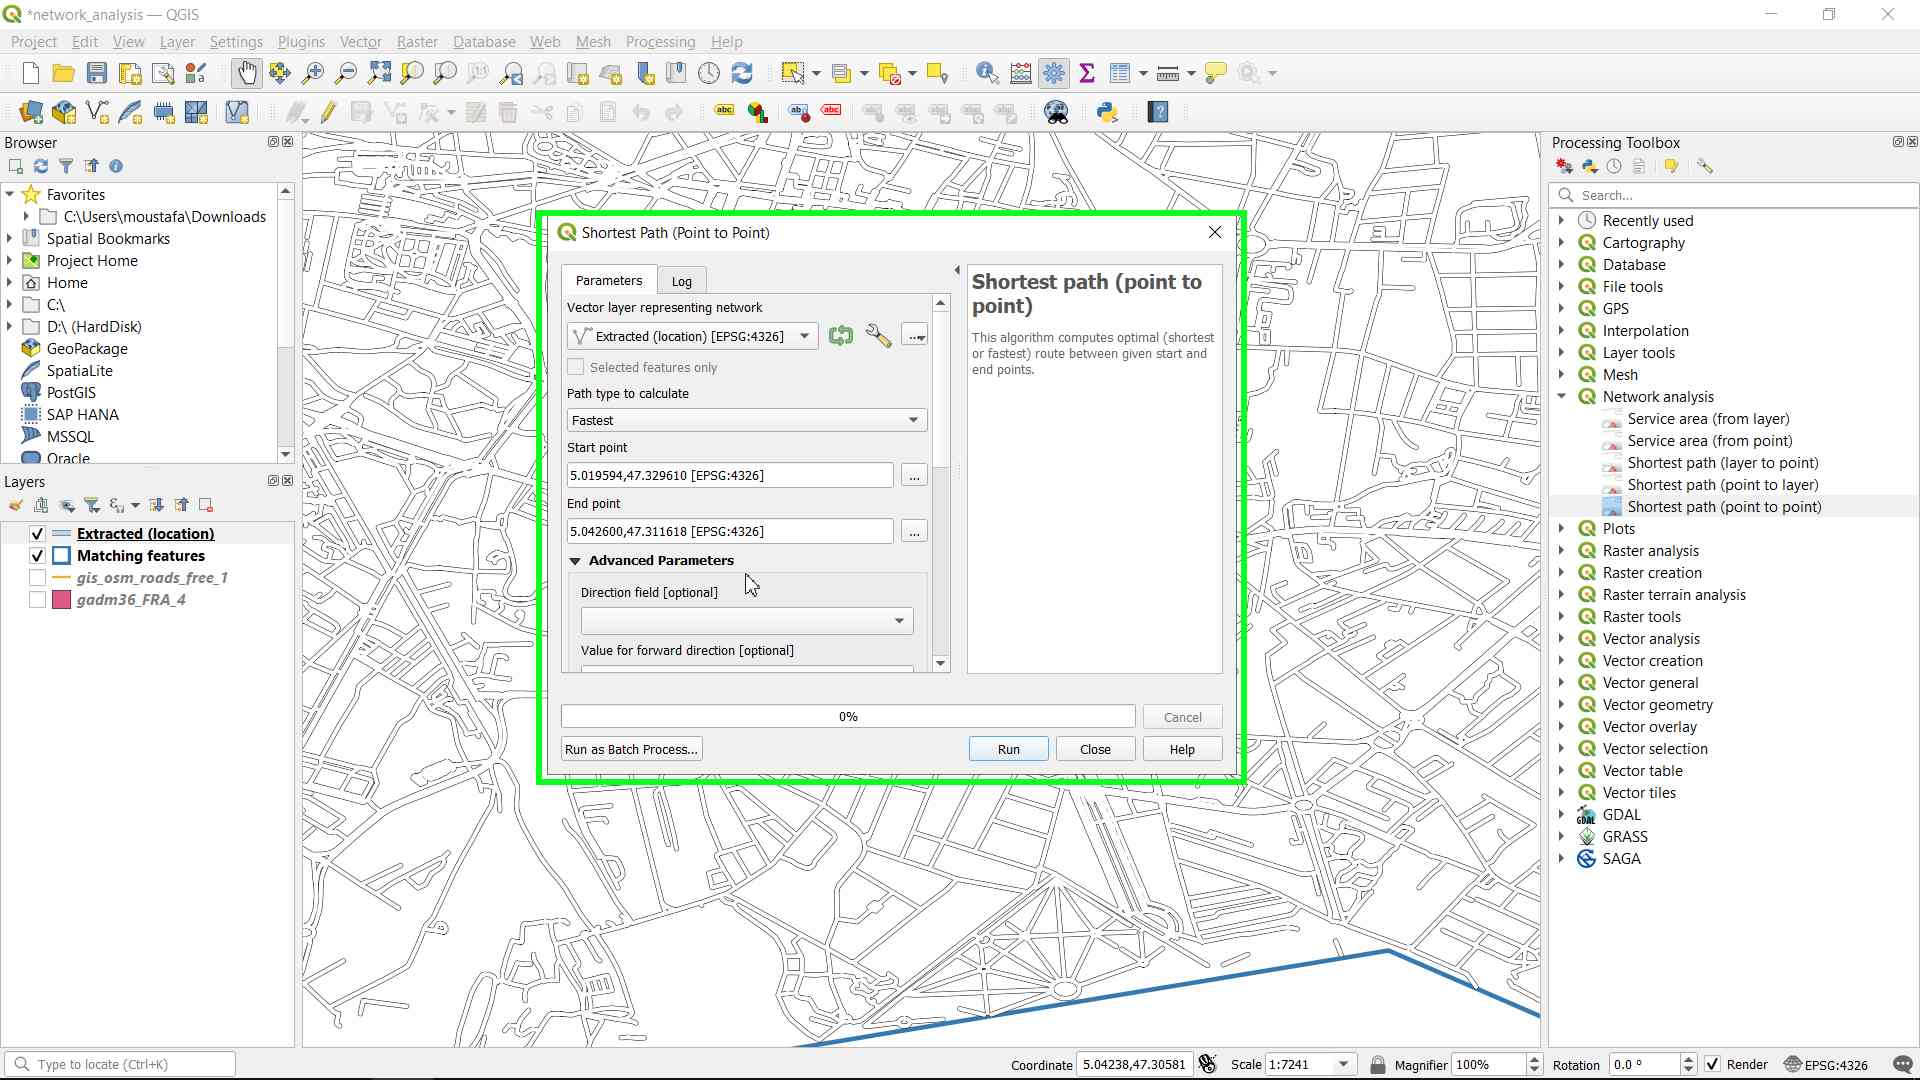 *network_analysis — QGIS
Project Edit View Layer Settings Plugins Vector Raster Database Web Mesh Processing Help
Browser
Favorites
C:\Users\moustafa\Downloads
Spatial Bookmarks
Project Home
Home
C:\
D:\ (HardDisk)
GeoPackage
SpatiaLite
PostGIS
SAP HANA
MSSQL
Oracle
Layers
Extracted (location)
Matching features
gis_osm_roads_free_1
gadm36_FRA_4
Shortest Path (Point to Point)
Parameters Log
Vector layer representing network
Extracted (location) [EPSG:4326]
Selected features only
Path type to calculate
Fastest
Start point
5.019594,47.329610 [EPSG:4326]
...
End point
5.042600,47.311618 [EPSG:4326]
...
Advanced Parameters
Direction field [optional]
Value for forward direction [optional]
Shortest path (point to
point)
This algorithm computes optimal (shortest
or fastest) route between given start and
end points.
0%
Cancel
Run as Batch Process...
Run Close Help
Processing Toolbox
Search...
Recently used
Cartography
Database
File tools
GPS
Interpolation
Layer tools
Mesh
Network analysis
Service area (from layer)
Service area (from point)
Shortest path (layer to point)
Shortest path (point to layer)
Shortest path (point to point)
Plots
Raster analysis
Raster creation
Raster terrain analysis
Raster tools
Vector analysis
Vector creation
Vector general
Vector geometry
Vector overlay
Vector selection
Vector table
Vector tiles
GDAL
GRASS
SAGA
Type to locate (Ctrl+K)
Coordinate 5.04238,47.30581 Scale 1:7241 Magnifier 100% Rotation 0.0 ° Render EPSG:4326